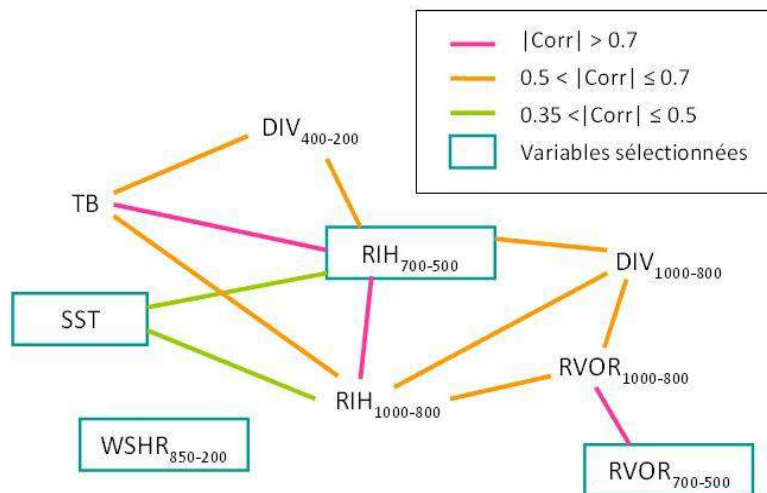 |Corr| > 0.7
0.5 < |Corr| ≤ 0.7
0.35 <|Corr| ≤ 0.5
Variables sélectionnées
DIV400-200
TB
RIH700-500
DIV1000-800
SST
RVOR1000-800
RIH1000-800
WSHR850-200
RVOR700-500